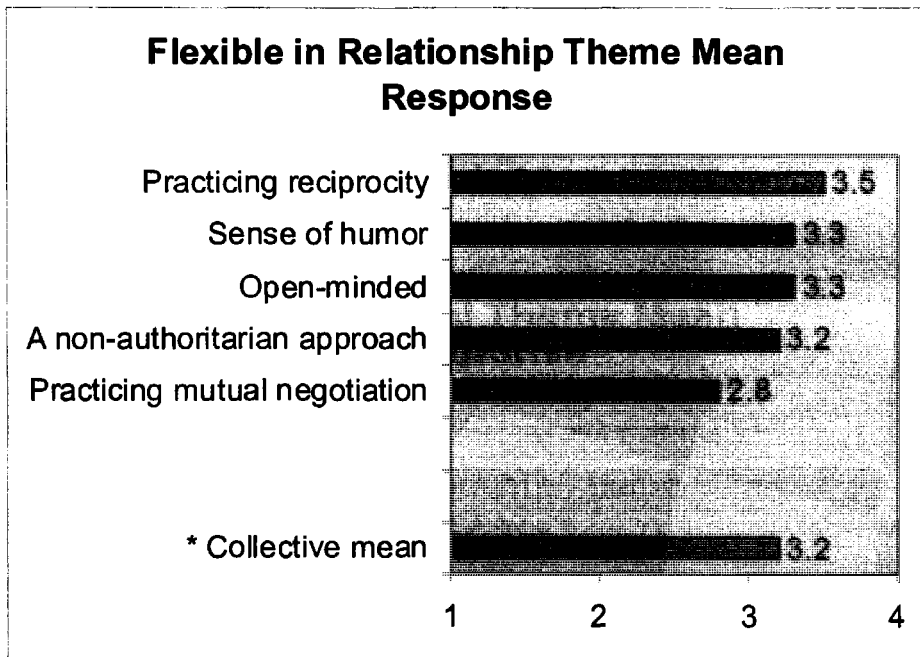 Flexible in Relationship Theme Mean
Response
Practicing reciprocity 3.5
Sense of humor 3.3
Open-minded 3.3
A non-authoritarian approach 3.2
Practicing mutual negotiation 2.8
* Collective mean 3.2
1 2 3 4